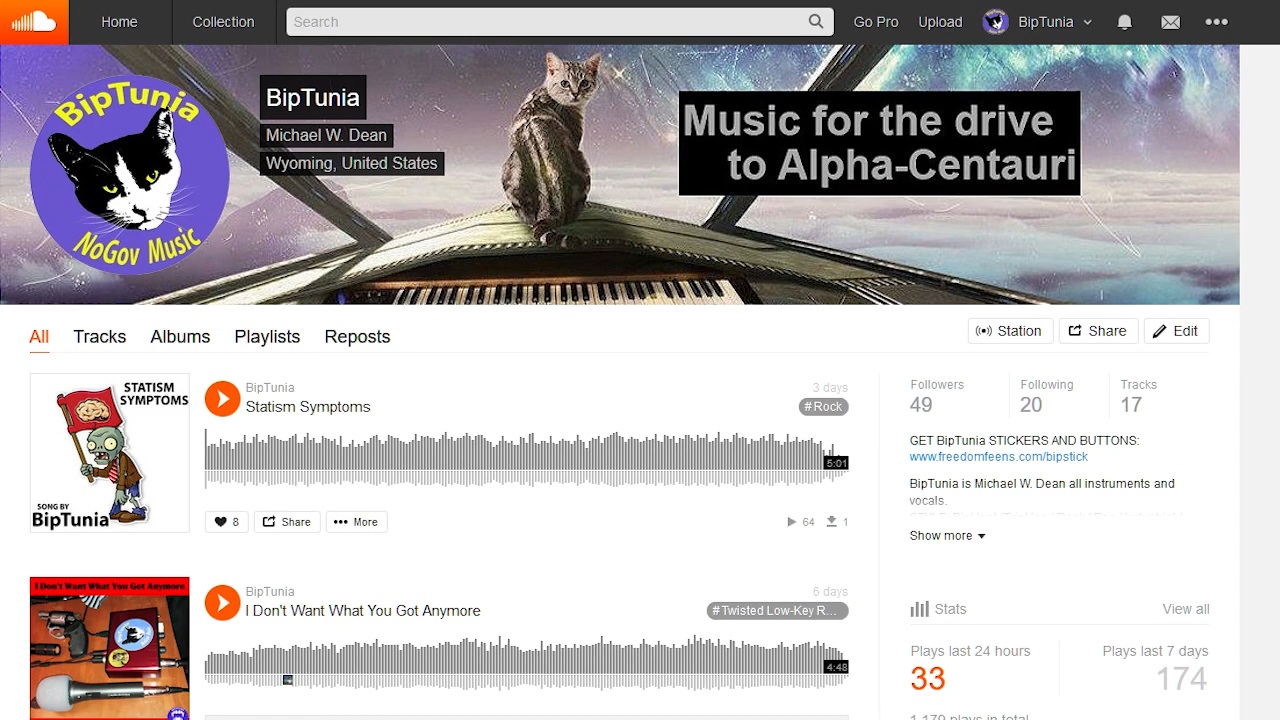 Home
Collection
Search
Go Pro
Upload
BipTunia
BipTunia
NoGov Music
BipTunia
Michael W. Dean
Wyoming, United States
Music for the drive
to Alpha-Centauri
All
Tracks
Albums
Playlists
Reposts
Station
Share
Edit
STATISM
SYMPTOMS
SONG BY
BipTunia
BipTunia
Statism Symptoms
3 days
#Rock
5:01
8
Share
More
64
1
I Don't Want What You Got Anymore
BipTunia
I Don't Want What You Got Anymore
6 days
#Twisted Low-Key R...
4:48
Followers
49
Following
20
Tracks
17
GET BipTunia STICKERS AND BUTTONS:
www.freedomfeens.com/bipstick
BipTunia is Michael W. Dean all instruments and
vocals.
Show more
Stats
View all
Plays last 24 hours
33
Plays last 7 days
174
1,179 plays in total